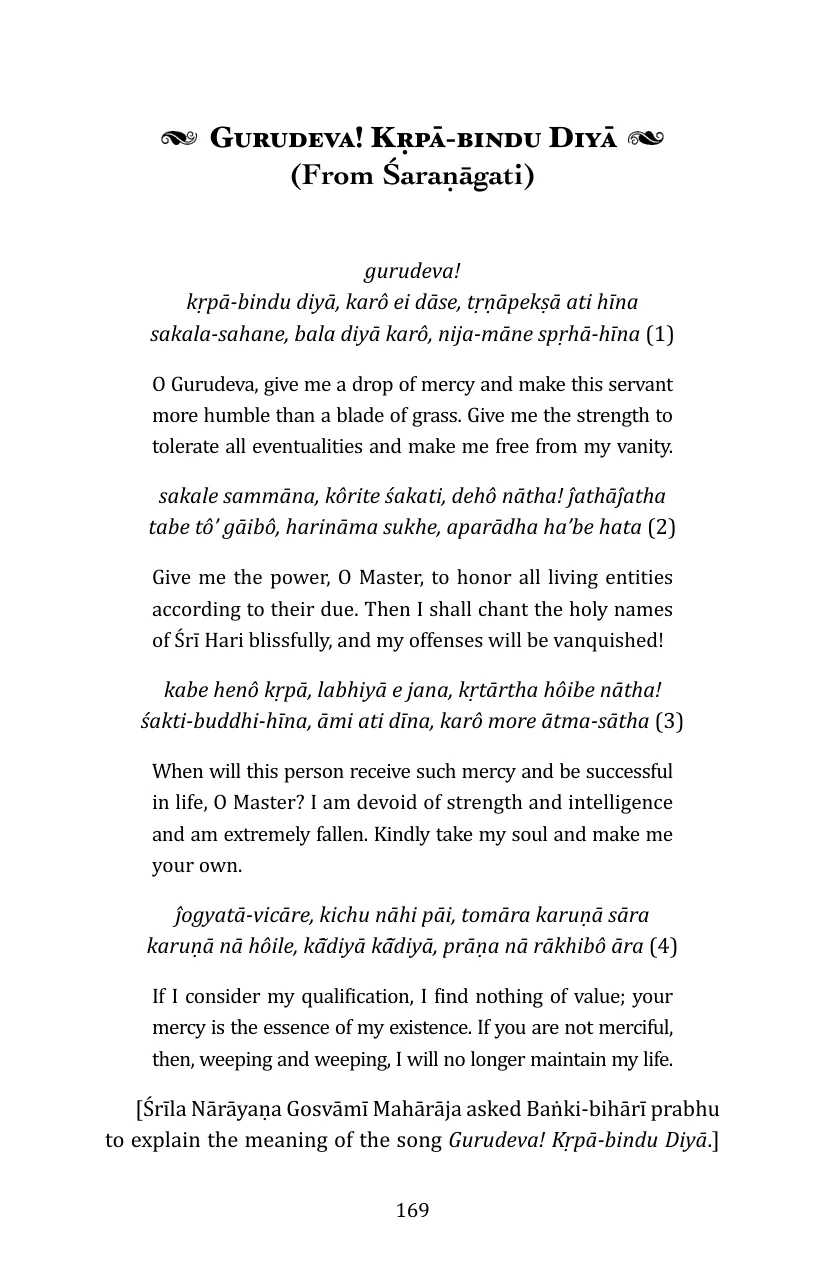 Gurudeva! Kṛpā-bindu Diyā
(From Śaraṇāgati)
gurudeva!
kṛpā-bindu diyā, karô ei dāse, tṛṇāpekṣā ati hīna
sakala-sahane, bala diyā karô, nija-māne spṛhā-hīna (1)
O Gurudeva, give me a drop of mercy and make this servant
more humble than a blade of grass. Give me the strength to
tolerate all eventualities and make me free from my vanity.
sakale sammāna, kôrite śakati, dehô nātha! ĵathāĵatha
tabe tô’ gāibô, harināma sukhe, aparādha ha’be hata (2)
Give me the power, O Master, to honor all living entities
according to their due. Then I shall chant the holy names
of Śrī Hari blissfully, and my offenses will be vanquished!
kabe henô kṛpā, labhiyā e jana, kṛtārtha hôibe nātha!
śakti-buddhi-hīna, āmi ati dīna, karô more ātma-sātha (3)
When will this person receive such mercy and be successful
in life, O Master? I am devoid of strength and intelligence
and am extremely fallen. Kindly take my soul and make me
your own.
ĵogyatā-vicāre, kichu nāhi pāi, tomāra karuṇā sāra
karuṇā nā hôile, kā̃diyā kā̃diyā, prāṇa nā rākhibô āra (4)
If I consider my qualification, I find nothing of value; your
mercy is the essence of my existence. If you are not merciful,
then, weeping and weeping, I will no longer maintain my life.
[Śrīla Nārāyaṇa Gosvāmī Mahārāja asked Baṅki-bihārī prabhu
to explain the meaning of the song Gurudeva! Kṛpā-bindu Diyā.]
169